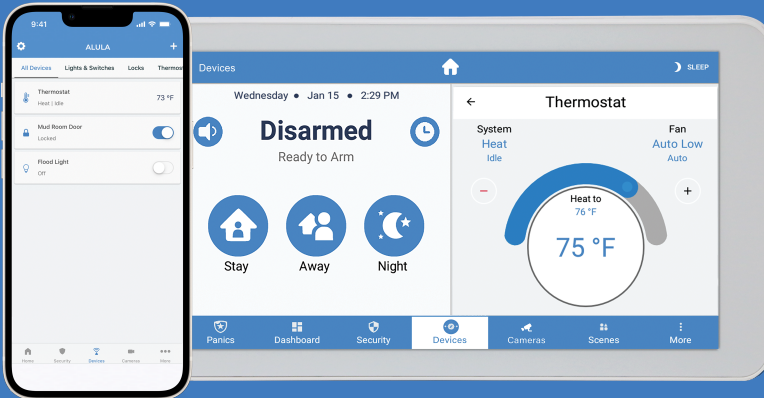 9:41
ALULA
All Devices Lights & Switches Locks Thermos
Thermostat
Heat | Idle
73 °F
Mud Room Door
Locked
Flood Light
Off
Home Security Devices Cameras More
Devices
SLEEP
Wednesday • Jan 15 • 2:29 PM
Disarmed
Ready to Arm
Stay Away Night
Thermostat
System
Heat
Idle
Fan
Auto Low
Auto
Heat to
76 °F
75 °F
Panics Dashboard Security Devices Cameras Scenes More